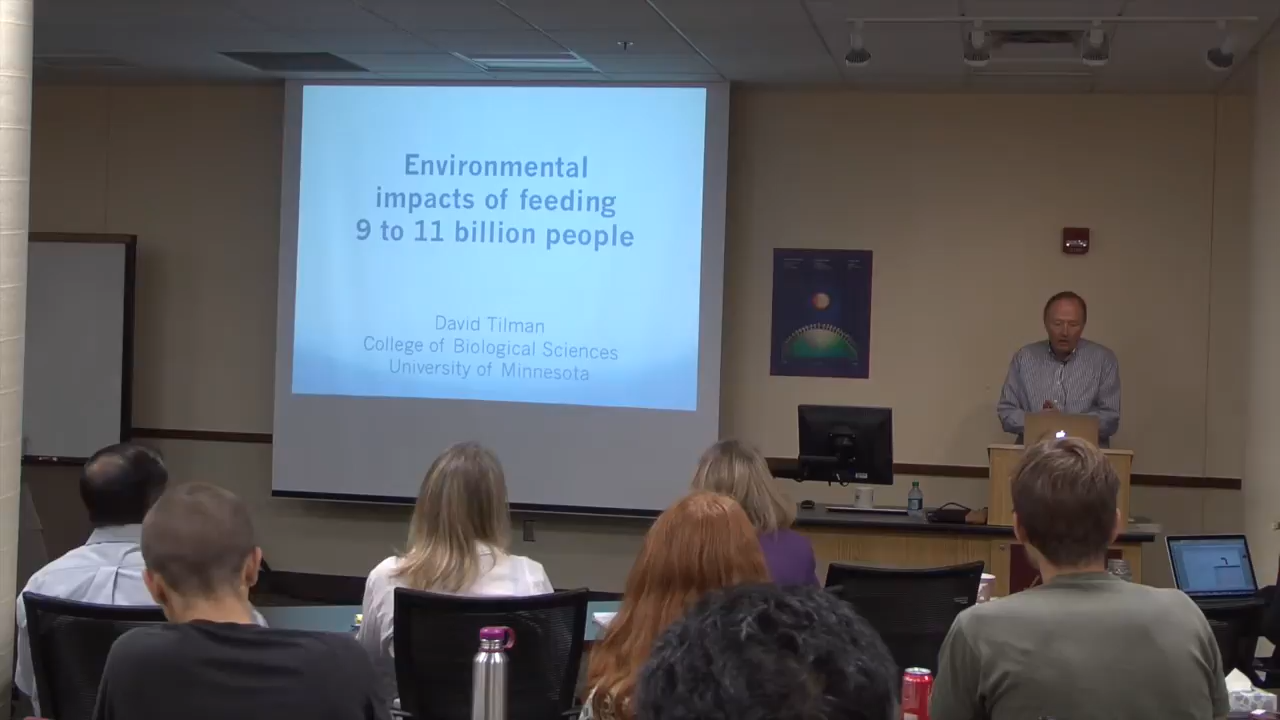 Environmental
impacts of feeding
9 to 11 billion people
David Tilman
College of Biological Sciences
University of Minnesota